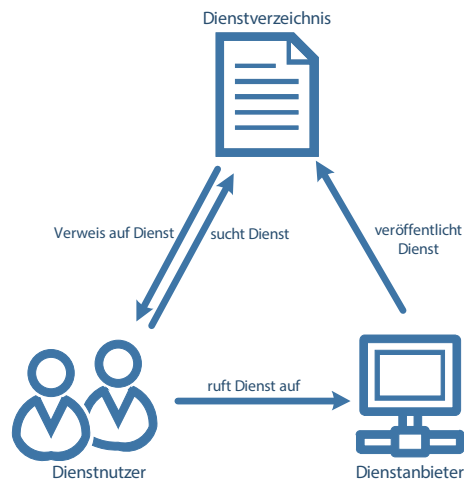 Dienstverzeichnis
Verweis auf Dienst
sucht Dienst
veröffentlicht
Dienst
ruft Dienst auf
Dienstnutzer
Dienstanbieter